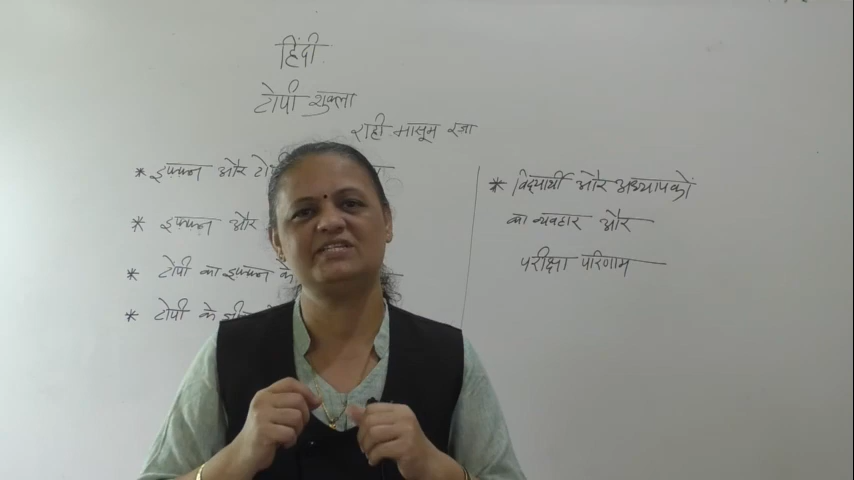 हिंदी
टोपी शुक्ला
राही मासूम रजा
* इफ्फन और
* इफ्फन और
* टोपी का इफ्फन के
* टोपी के
* विद्यार्थी और अध्यापकों
का व्यवहार और
परीक्षा परिणाम